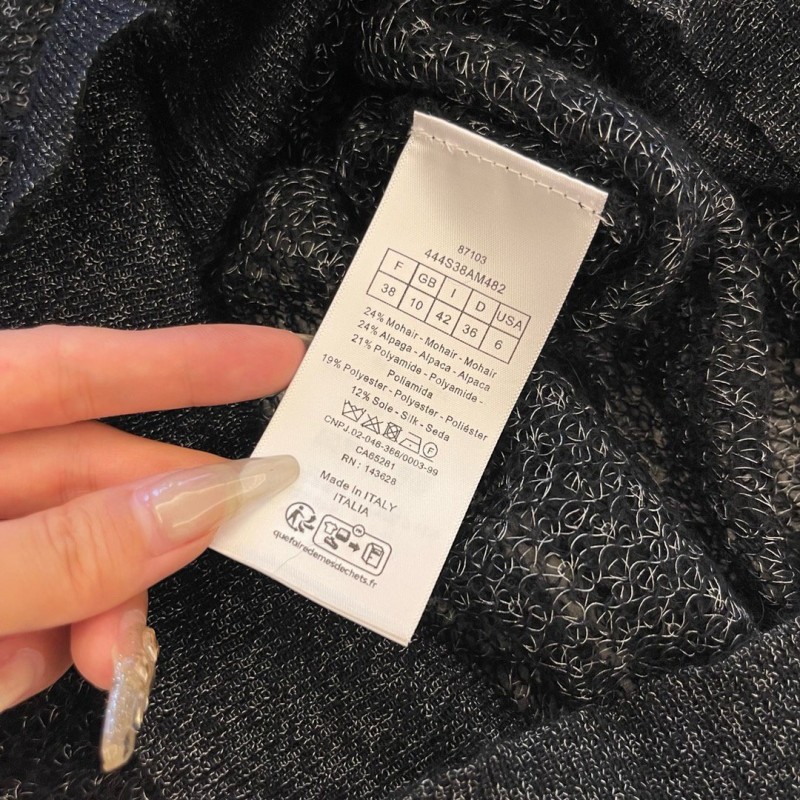 87103
444S38AM482
F GB I D USA
38 10 42 36 6
24% Mohair - Mohair - Mohair
24% Alpaga - Alpaca - Alpaca
21% Polyamide - Polyamide -
Poliamida
19% Polyester - Polyester - Poliéster
12% Soie - Silk - Seda
F
CNPJ.02-046-366/0003-99
CA65281
RN : 143628
Made in ITALY
ITALIA
FR
quefairedemesdechets.fr